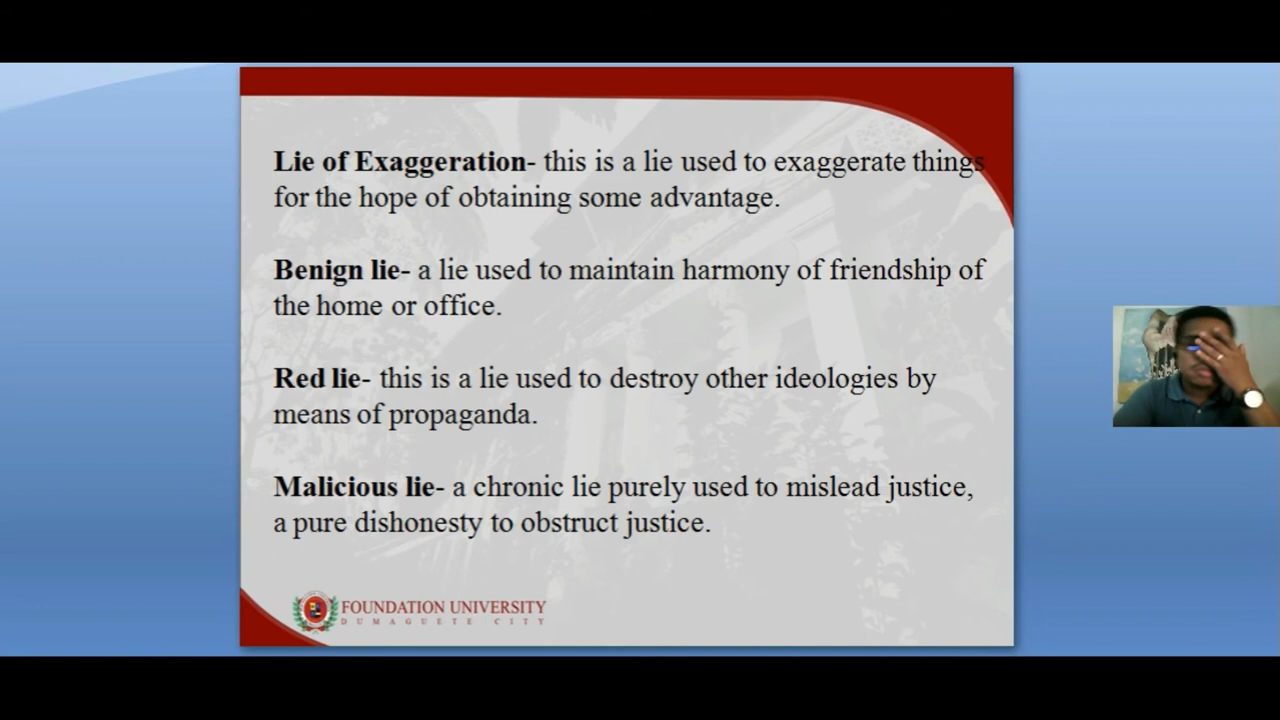 Lie of Exaggeration- this is a lie used to exaggerate things
for the hope of obtaining some advantage.
Benign lie- a lie used to maintain harmony of friendship of
the home or office.
Red lie- this is a lie used to destroy other ideologies by
means of propaganda.
Malicious lie- a chronic lie purely used to mislead justice,
a pure dishonesty to obstruct justice.
FOUNDATION UNIVERSITY
DUMAGUETE CITY